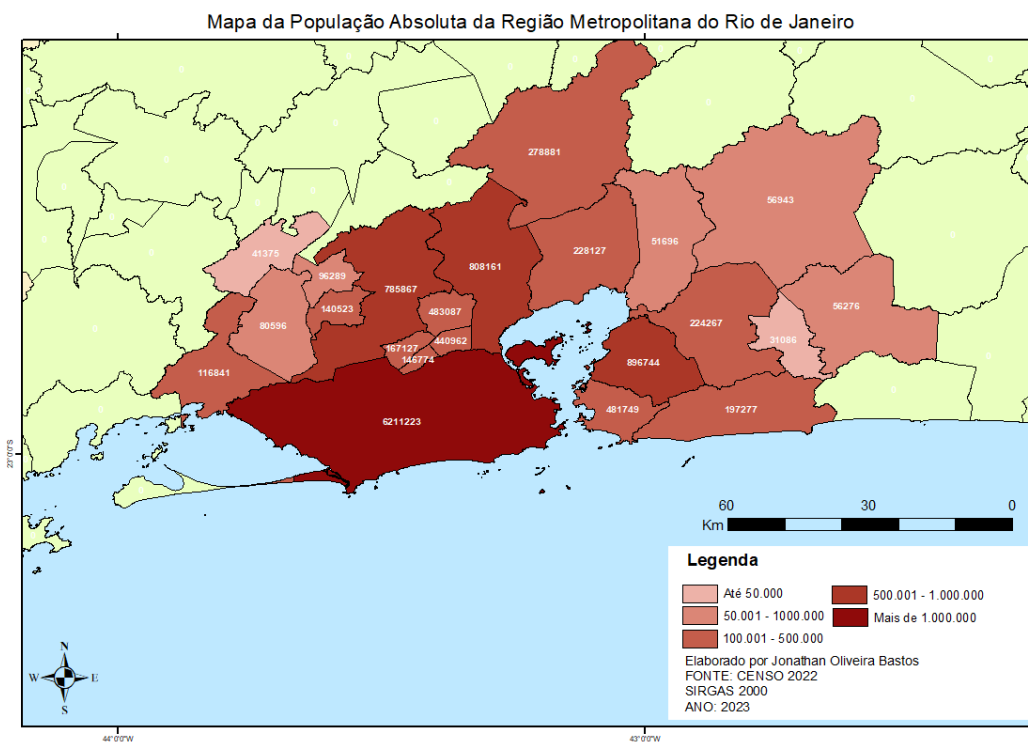 Mapa da População Absoluta da Região Metropolitana do Rio de Janeiro
278881
56943
228127
51696
41375
96289
808161
785867
140523
483087
80596
56276
224267
31086
440962
167127
146774
896744
116841
6211223
481749
197277
23°0'0"S
60 30 0
Km
Legenda
Até 50.000
500.001 - 1.000.000
50.001 - 1000.000
Mais de 1.000.000
100.001 - 500.000
Elaborado por Jonathan Oliveira Bastos
FONTE: CENSO 2022
SIRGAS 2000
ANO: 2023
N
W E
S
44°0'0"W 43°0'0"W